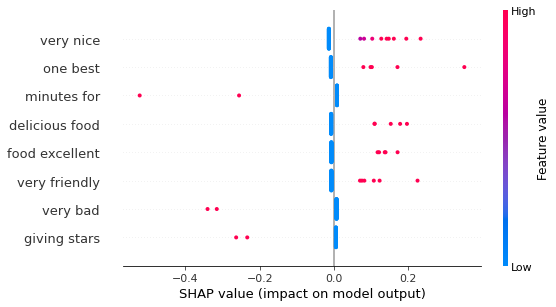 High
very nice
one best
minutes for
delicious food
food excellent
very friendly
very bad
giving stars
Feature value
Low
−0.4 −0.2 0.0 0.2
SHAP value (impact on model output)